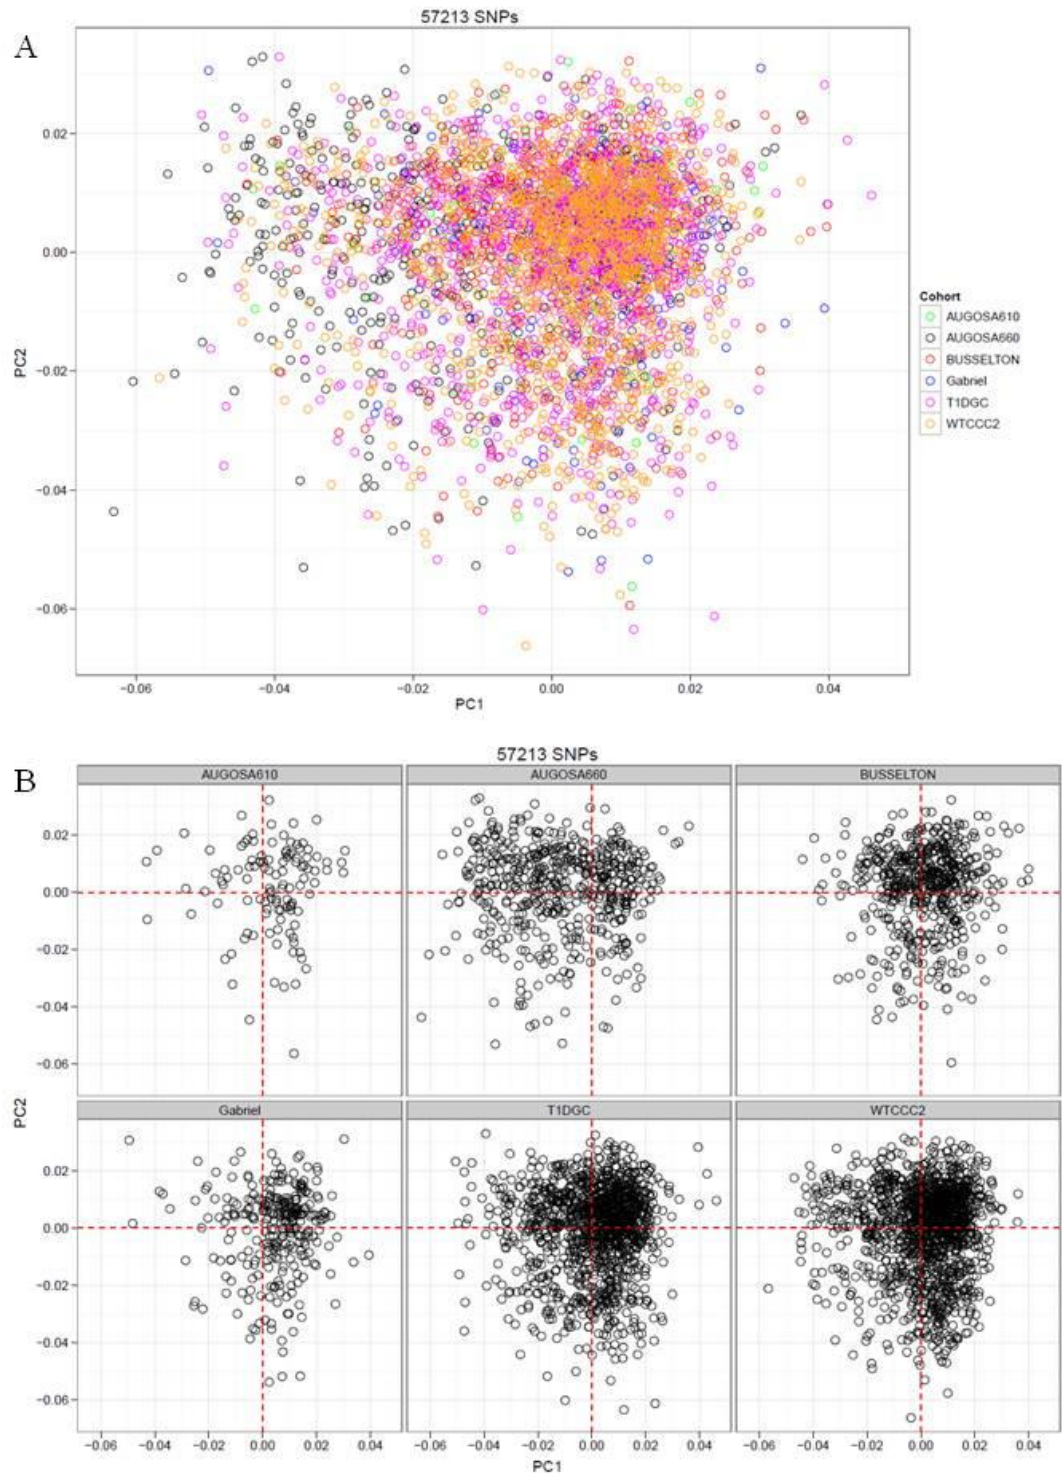 57213 SNPs
A
0.02
0.00
−0.02
−0.04
−0.06
PC2
−0.06 −0.04 −0.02 0.00 0.02 0.04
PC1
Cohort
AUGOSA610
AUGOSA660
BUSSELTON
Gabriel
T1DGC
WTCCC2
57213 SNPs
B
AUGOSA610 AUGOSA660 BUSSELTON
0.02
0.00
−0.02
−0.04
−0.06
PC2
Gabriel T1DGC WTCCC2
0.02
0.00
−0.02
−0.04
−0.06
−0.06 −0.04 −0.02 0.00 0.02 0.04 −0.06 −0.04 −0.02 0.00 0.02 0.04 −0.06 −0.04 −0.02 0.00 0.02 0.04
PC1